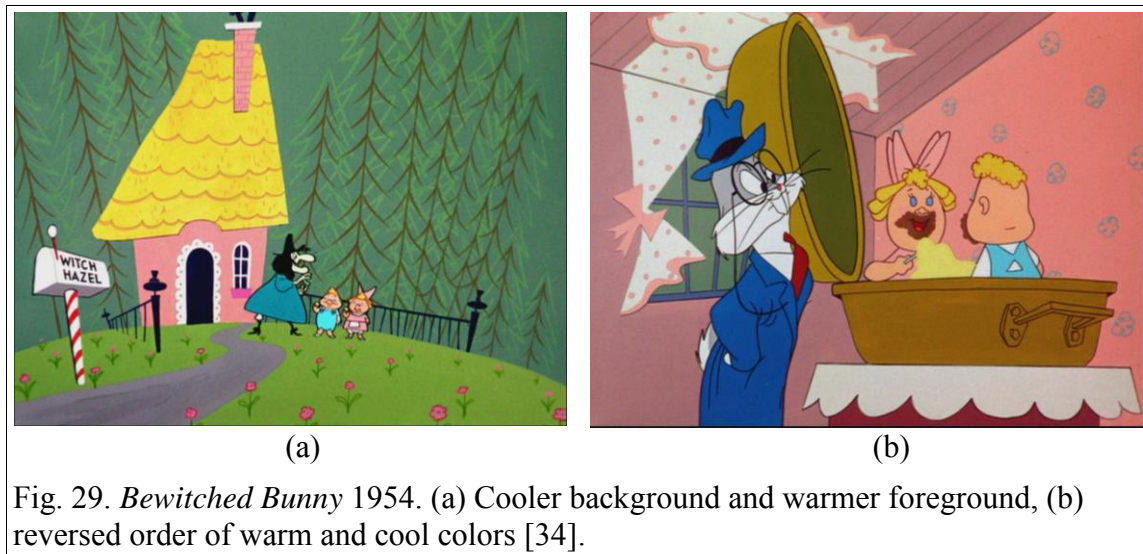 WITCH
HAZEL
(a)
(b)
Fig. 29. Bewitched Bunny 1954. (a) Cooler background and warmer foreground, (b)
reversed order of warm and cool colors [34].